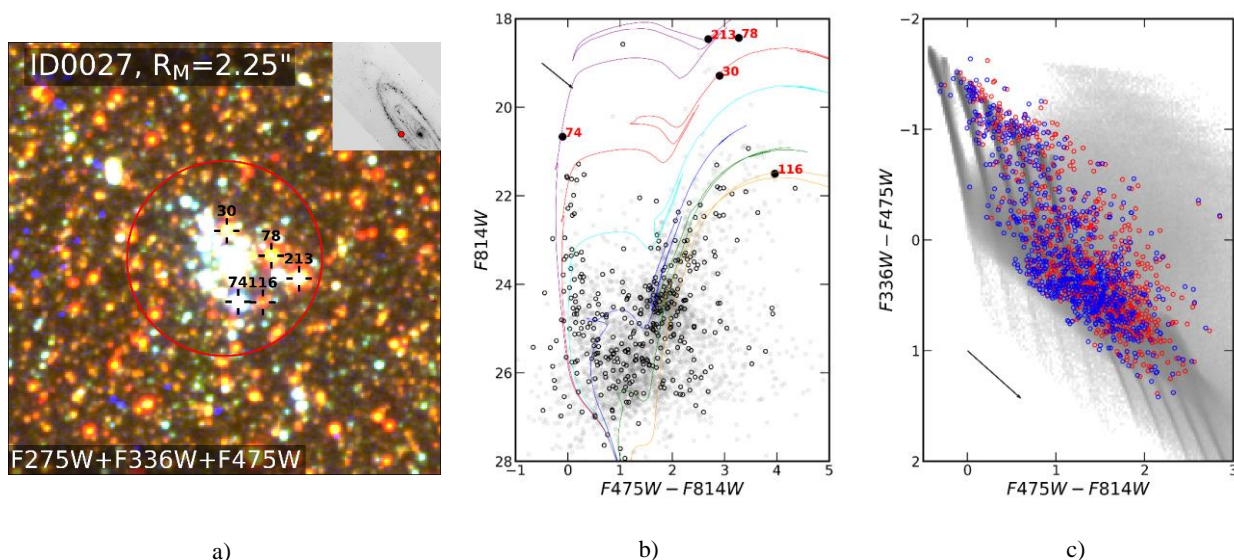 ID0027, R_M=2.25"
30
78
213
74 116
F275W+F336W+F475W
a)
18
20
22
24
26
28
F814W
−1 0 1 2 3 4 5
F475W−F814W
213 78
30
74
116
b)
−2
−1
0
1
2
F336W−F475W
0 1 2 3
F475W−F814W
c)